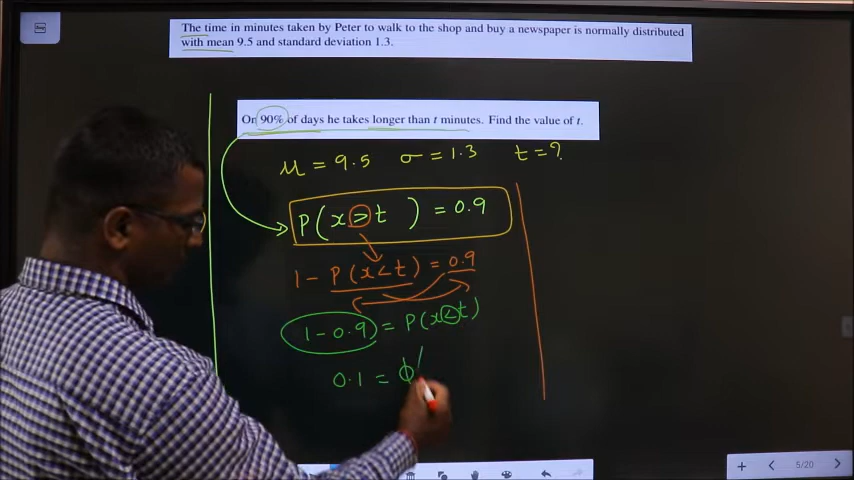 The time in minutes taken by Peter to walk to the shop and buy a newspaper is normally distributed
with mean 9.5 and standard deviation 1.3.
On 90% of days he takes longer than t minutes. Find the value of t.
μ = 9.5 σ = 1.3 t = ?
P(x > t ) = 0.9
1 - P(x < t) = 0.9
1 - 0.9 = P(x < t)
0.1 = ϕ(
5/20